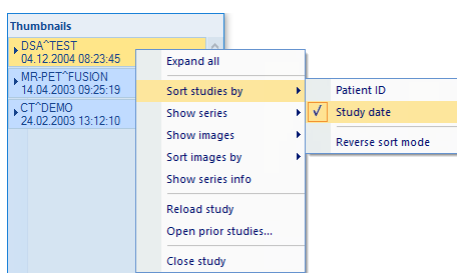 Thumbnails
DSA^TEST
04.12.2004 08:23:45
MR-PET^FUSION
14.04.2003 09:25:19
CT^DEMO
24.02.2003 13:12:10
Expand all
Sort studies by
Show series
Show images
Sort images by
Show series info
Reload study
Open prior studies...
Close study
Patient ID
Study date
Reverse sort mode